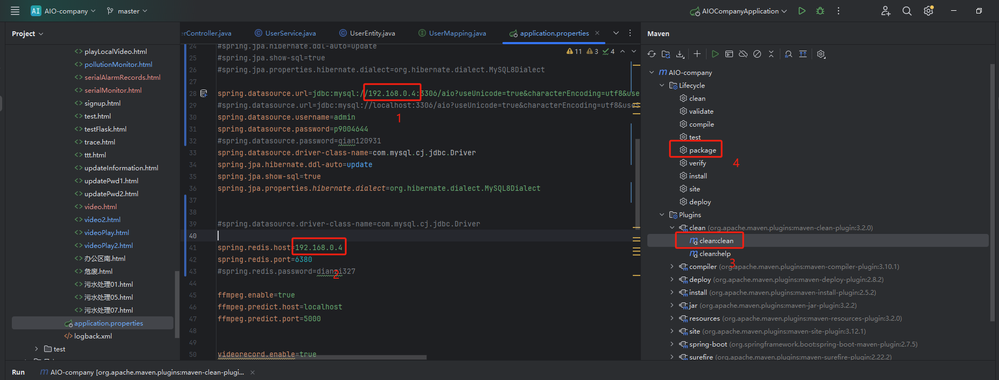 AI AIO-company master AIOCompanyApplication
Project
playLocalVideo.html
pollutionMonitor.html
serialAlarmRecords.html
serialMonitor.html
signup.html
test.html
testFlask.html
trace.html
ttt.html
updateInformation.html
updatePwd1.html
updatePwd2.html
video.html
video2.html
videoPlay.html
videoPlay2.html
办公区南.html
危废.html
污水处理01.html
污水处理05.html
污水处理07.html
application.properties
logback.xml
test
erController.java UserService.java UserEntity.java UserMapping.java application.properties
11 3 4
24 #spring.jpa.hibernate.ddl-auto=update
25 #spring.jpa.show-sql=true
26 #spring.jpa.properties.hibernate.dialect=org.hibernate.dialect.MySQL8Dialect
27
28 spring.datasource.url=jdbc:mysql://192.168.0.4:3306/aio?useUnicode=true&characterEncoding=utf8&use
29 #spring.datasource.url=jdbc:mysql://localhost:3306/aio?useUnicode=true&characterEncoding=utf8&uses
30 spring.datasource.username=admin
1
31 spring.datasource.password=p9004644
32 #spring.datasource.password=qian120931
33 spring.datasource.driver-class-name=com.mysql.cj.jdbc.Driver
34 spring.jpa.hibernate.ddl-auto=update
35 spring.jpa.show-sql=true
36 spring.jpa.properties.hibernate.dialect=org.hibernate.dialect.MySQL8Dialect
37
38
39 #spring.datasource.driver-class-name=com.mysql.cj.jdbc.Driver
40
41 spring.redis.host=192.168.0.4
42 spring.redis.port=6380
43 #spring.redis.password=dianzi327
2
44
45 ffmpeg.enable=true
46 ffmpeg.predict.host=localhost
47 ffmpeg.predict.port=5000
48
49
50 videorecord.enable=true
Maven
AIO-company
Lifecycle
clean
validate
compile
test
package
4
verify
install
site
deploy
Plugins
clean (org.apache.maven.plugins:maven-clean-plugin:3.2.0)
clean:clean
clean:help
3
compiler (org.apache.maven.plugins:maven-compiler-plugin:3.10.1)
deploy (org.apache.maven.plugins:maven-deploy-plugin:2.8.2)
install (org.apache.maven.plugins:maven-install-plugin:2.5.2)
jar (org.apache.maven.plugins:maven-jar-plugin:3.2.2)
resources (org.apache.maven.plugins:maven-resources-plugin:3.2.0)
site (org.apache.maven.plugins:maven-site-plugin:3.12.1)
spring-boot (org.springframework.boot:spring-boot-maven-plugin:2.7.5)
surefire (org.apache.maven.plugins:maven-surefire-plugin:2.22.2)
Run AIO-company [org.apache.maven.plugins:maven-clean-plugi...